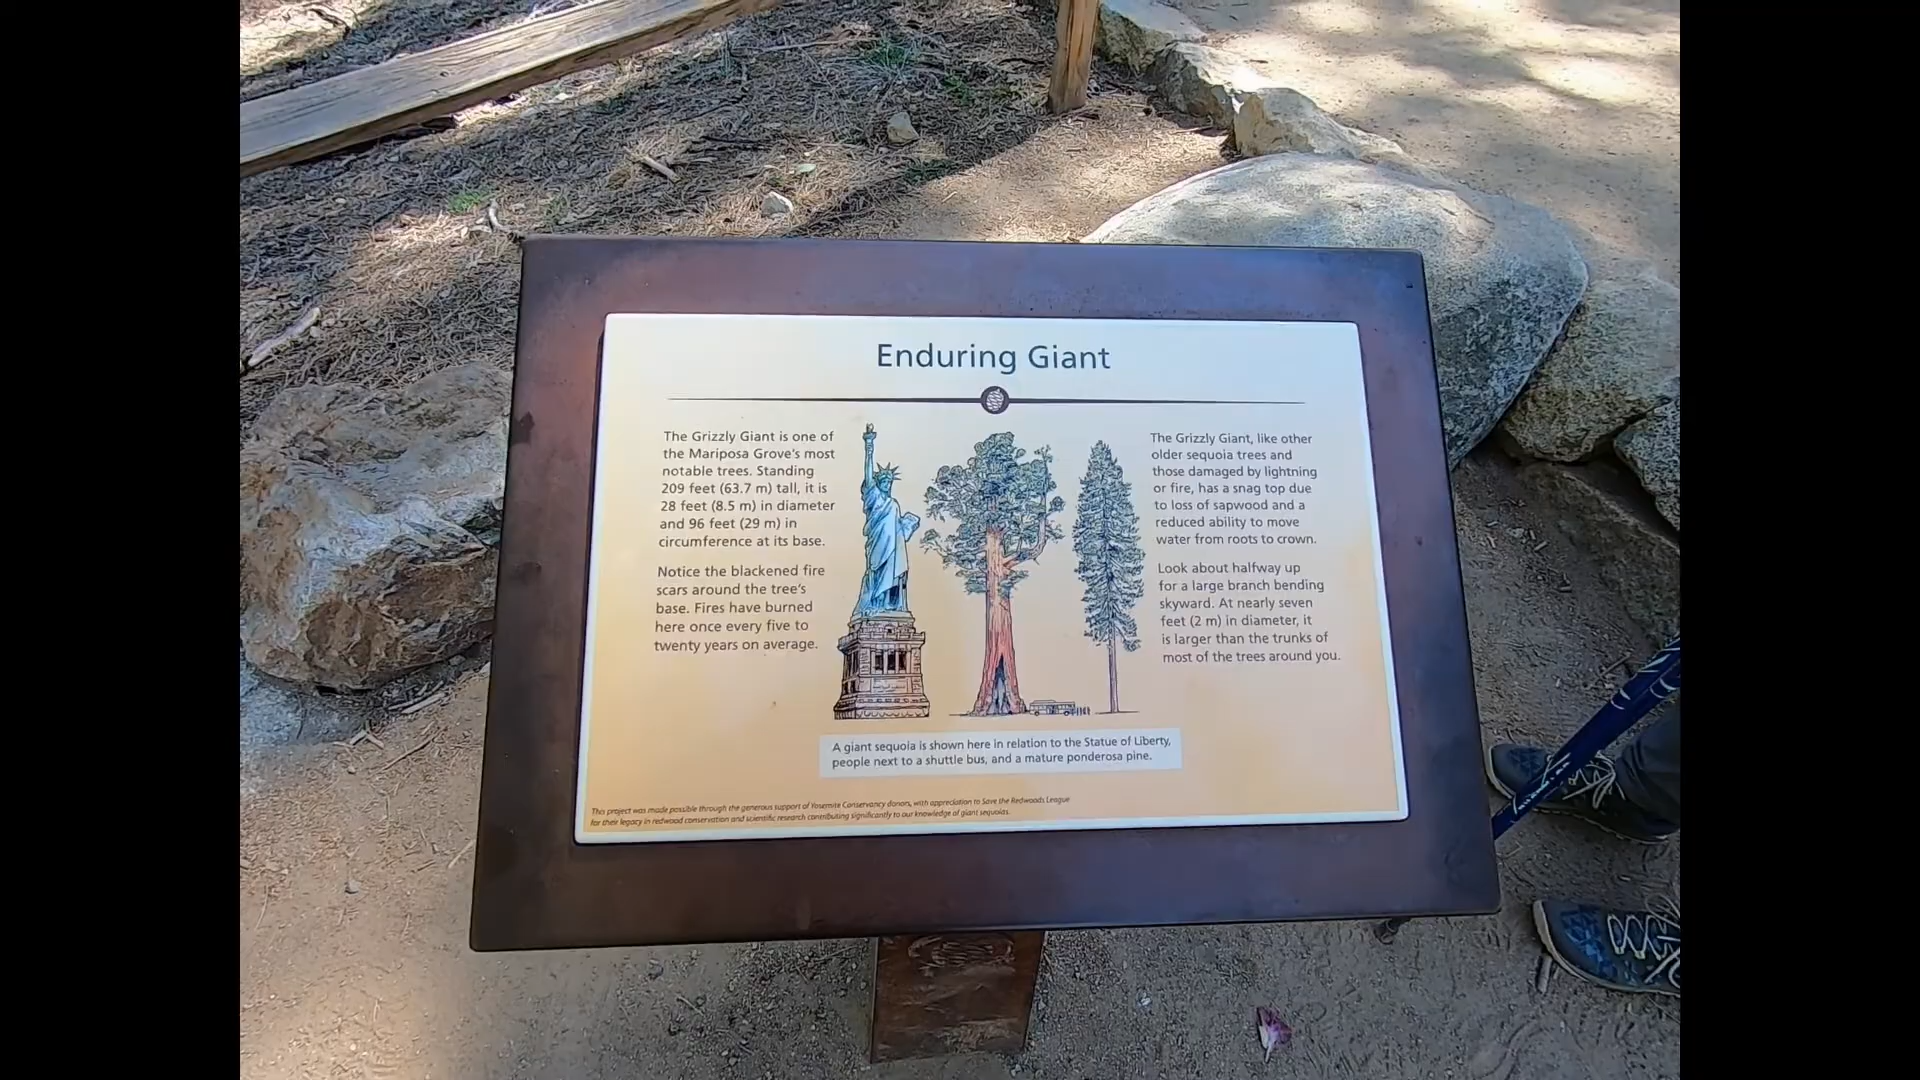 Enduring Giant
The Grizzly Giant is one of
the Mariposa Grove's most
notable trees. Standing
209 feet (63.7 m) tall, it is
28 feet (8.5 m) in diameter
and 96 feet (29 m) in
circumference at its base.
Notice the blackened fire
scars around the tree's
base. Fires have burned
here once every five to
twenty years on average.
The Grizzly Giant, like other
older sequoia trees and
those damaged by lightning
or fire, has a snag top due
to loss of sapwood and a
reduced ability to move
water from roots to crown.
Look about halfway up
for a large branch bending
skyward. At nearly seven
feet (2 m) in diameter, it
is larger than the trunks of
most of the trees around you.
A giant sequoia is shown here in relation to the Statue of Liberty,
people next to a shuttle bus, and a mature ponderosa pine.
This project was made possible through the generous support of Yosemite Conservancy donors, with appreciation to Save the Redwoods League
for their legacy in redwood conservation and scientific research contributing significantly to our knowledge of giant sequoias.